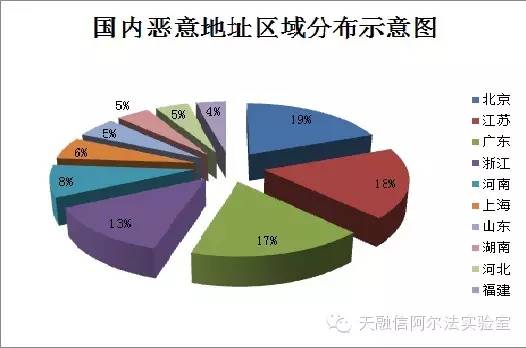 国内恶意地址区域分布示意图
19%
18%
17%
13%
8%
6%
5%
5%
5%
4%
北京
江苏
广东
浙江
河南
上海
山东
湖南
河北
福建
天融信阿尔法实验室